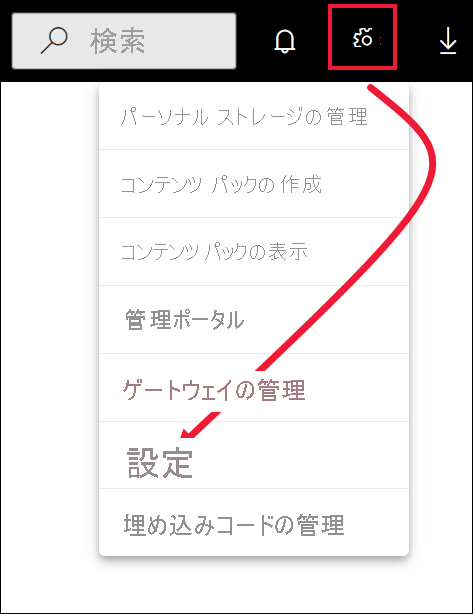 検索
パーソナル ストレージの管理
コンテンツ パックの作成
コンテンツ パックの表示
管理ポータル
ゲートウェイの管理
設定
埋め込みコードの管理